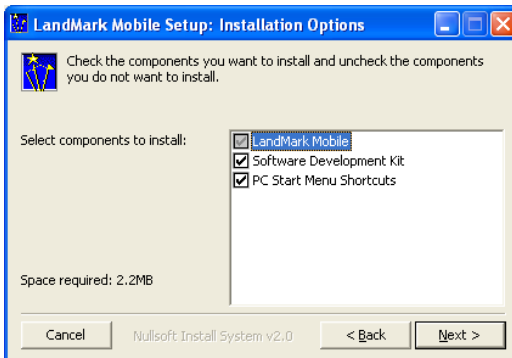 LandMark Mobile Setup: Installation Options
Check the components you want to install and uncheck the components
you do not want to install.
Select components to install:
LandMark Mobile
Software Development Kit
PC Start Menu Shortcuts
Space required: 2.2MB
Cancel
Nullsoft Install System v2.0
< Back
Next >